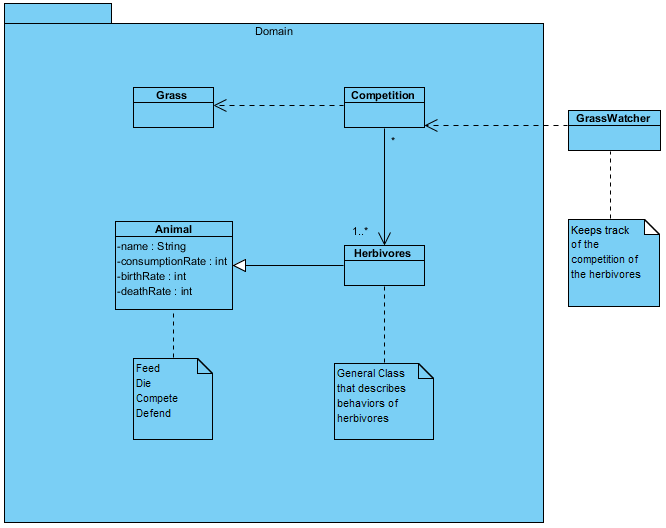 Domain
Grass
Competition
GrassWatcher
*
1..*
Keeps track
of the
competition of
the herbivores
Animal
-name : String
-consumptionRate : int
-birthRate : int
-deathRate : int
Herbivores
Feed
Die
Compete
Defend
General Class
that describes
behaviors of
herbivores